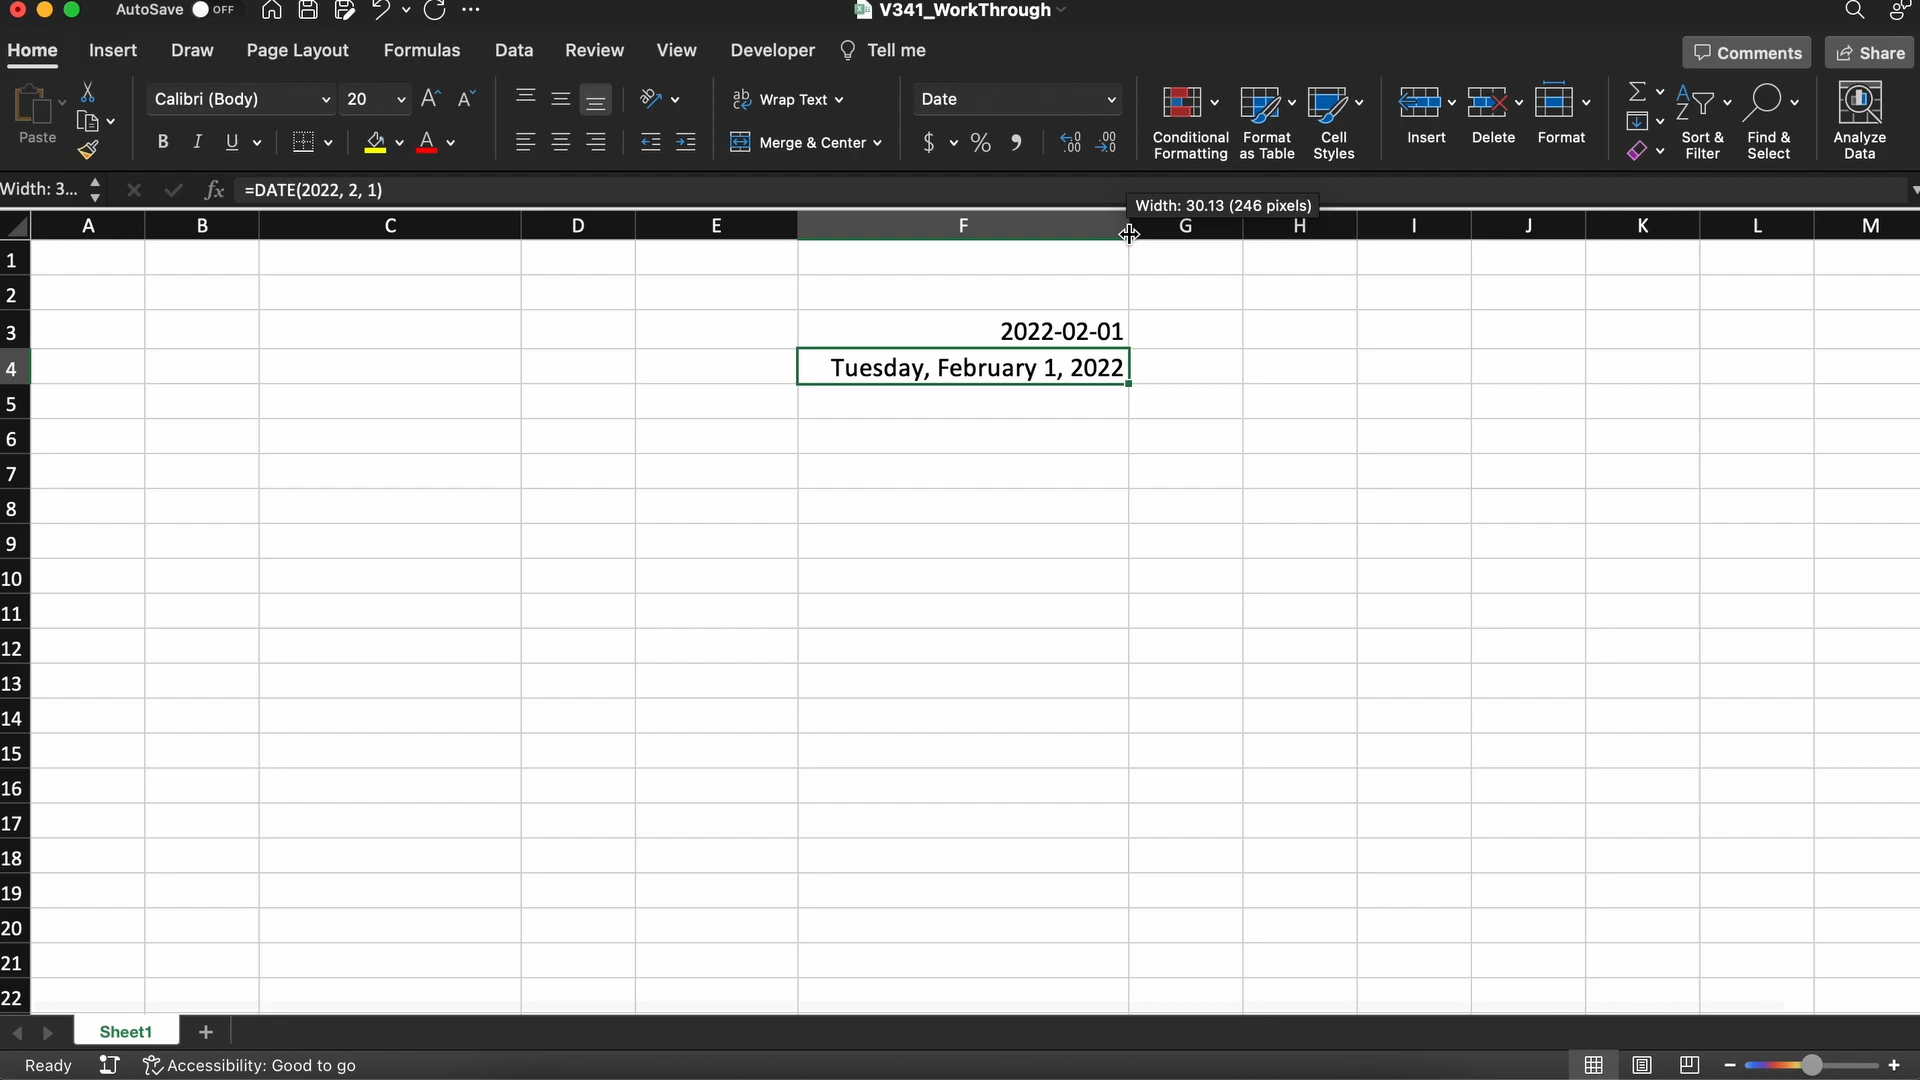 AutoSave OFF
V341_WorkThrough
Home Insert Draw Page Layout Formulas Data Review View Developer Tell me
Comments Share
Paste
Calibri (Body) 20
B I U A
Wrap Text
Merge & Center
Date
$ % ,
Conditional Formatting
Format as Table
Cell Styles
Insert
Delete
Format
Sort & Filter
Find & Select
Analyze Data
Width: 3... fx =DATE(2022, 2, 1)
Width: 30.13 (246 pixels)
A B C D E F G H I J K L M
1
2
3 2022-02-01
4 Tuesday, February 1, 2022
5
6
7
8
9
10
11
12
13
14
15
16
17
18
19
20
21
22
Sheet1 +
Ready Accessibility: Good to go